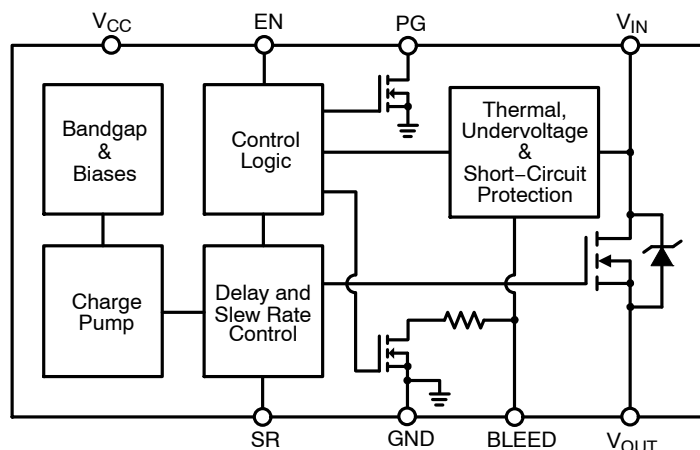 VCC
EN
PG
VIN
Bandgap
&
Biases
Control
Logic
Thermal,
Undervoltage
&
Short−Circuit
Protection
Charge
Pump
Delay and
Slew Rate
Control
SR
GND
BLEED
VOUT